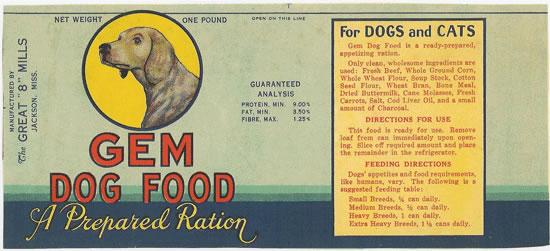 NET WEIGHT ONE POUND
OPEN ON THIS LINE
MANUFACTURED BY
The GREAT "8" MILLS
JACKSON, MISS.
GEM
DOG FOOD
A Prepared Ration
GUARANTEED
ANALYSIS
PROTEIN, MIN. 9.00%
FAT, MIN. 3.50%
FIBRE, MAX. 1.25%
For DOGS and CATS
Gem Dog Food is a ready-prepared,
appetizing ration.
Only clean, wholesome ingredients are
used: Fresh Beef, Whole Ground Corn,
Whole Wheat Flour, Soup Stock, Cotton
Seed Flour, Wheat Bran, Bone Meal,
Dried Buttermilk, Cane Molasses, Fresh
Carrots, Salt, Cod Liver Oil, and a small
amount of Charcoal.
DIRECTIONS FOR USE
This food is ready for use. Remove
loaf from can immediately upon open-
ing. Slice off required amount and place
the remainder in the refrigerator.
FEEDING DIRECTIONS
Dogs' appetites and food requirements,
like humans, vary. The following is a
suggested feeding table:
Small Breeds, can daily.
Medium Breeds, can daily.
Heavy Breeds, 1 can daily.
Extra Heavy Breeds, 1½ cans daily.